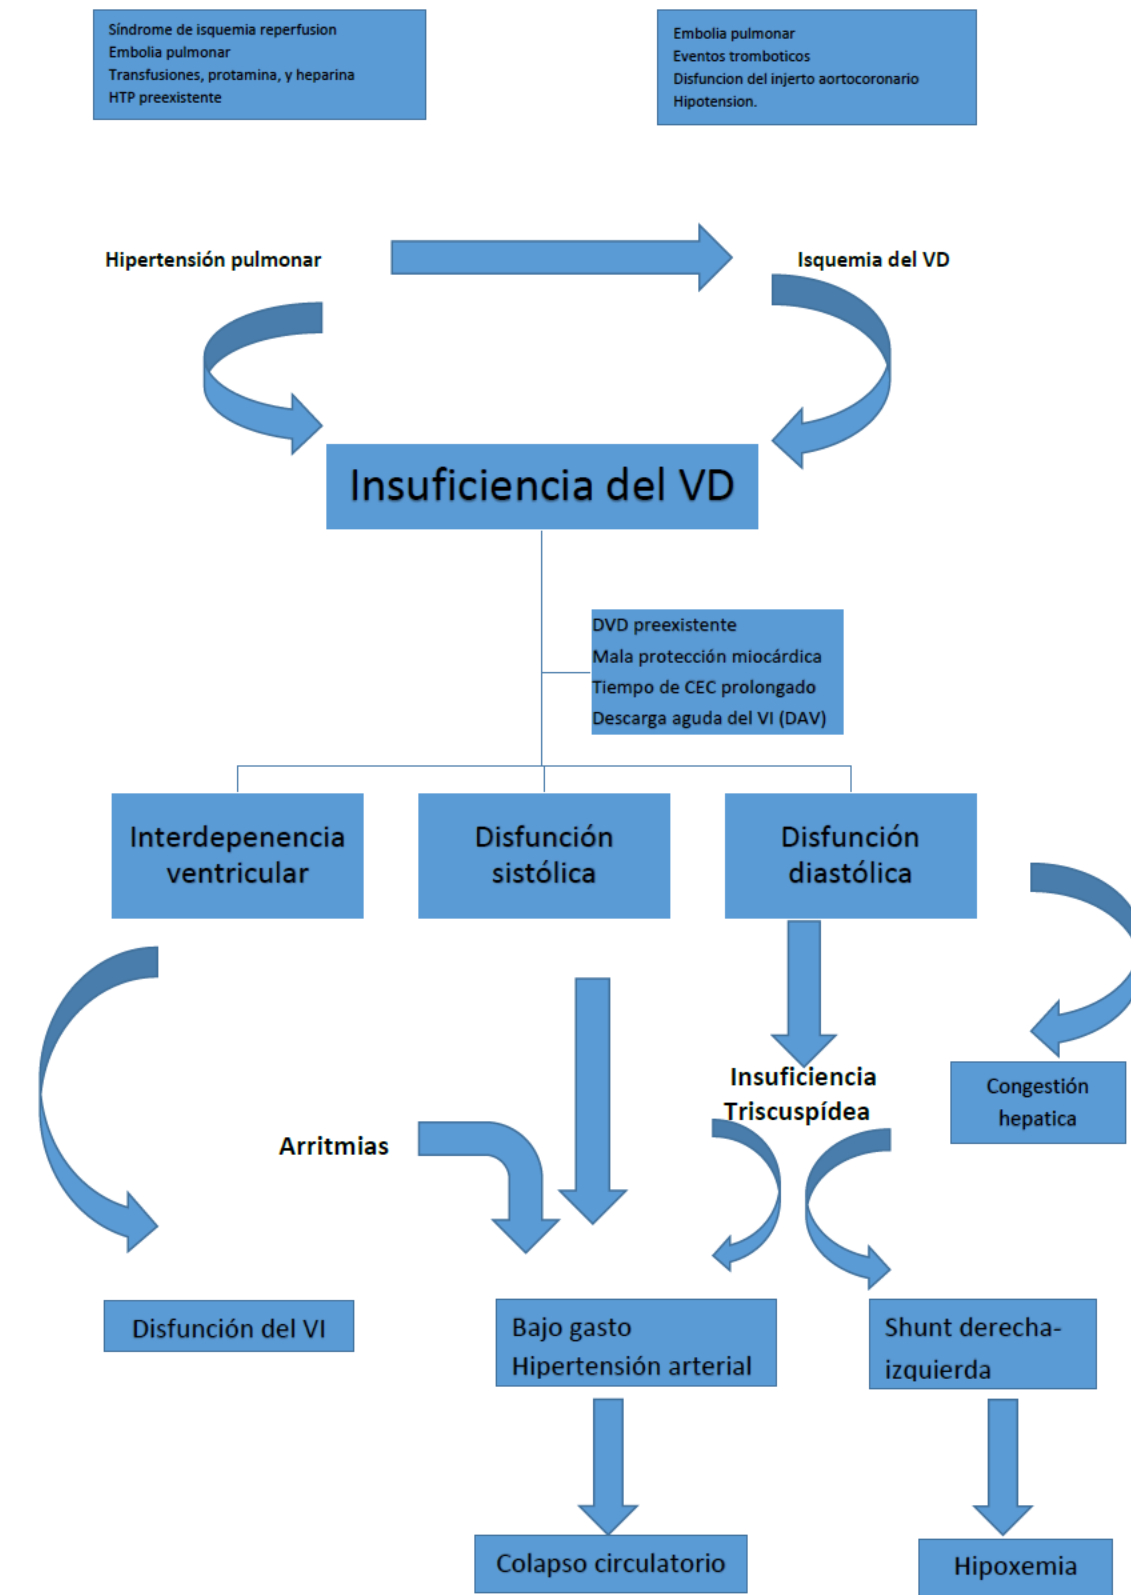 Síndrome de isquemia reperfusion
Embolia pulmonar
Transfusiones, protamina, y heparina
HTP preexistente
Embolia pulmonar
Eventos tromboticos
Disfuncion del injerto aortocoronario
Hipotension.
Hipertensión pulmonar
Isquemia del VD
Insuficiencia del VD
DVD preexistente
Mala protección miocárdica
Tiempo de CEC prolongado
Descarga aguda del VI (DAV)
Interdepenencia
ventricular
Disfunción
sistólica
Disfunción
diastólica
Insuficiencia
Triscuspídea
Congestión
hepatica
Arritmias
Disfunción del VI
Bajo gasto
Hipertensión arterial
Shunt derecha-
izquierda
Colapso circulatorio
Hipoxemia